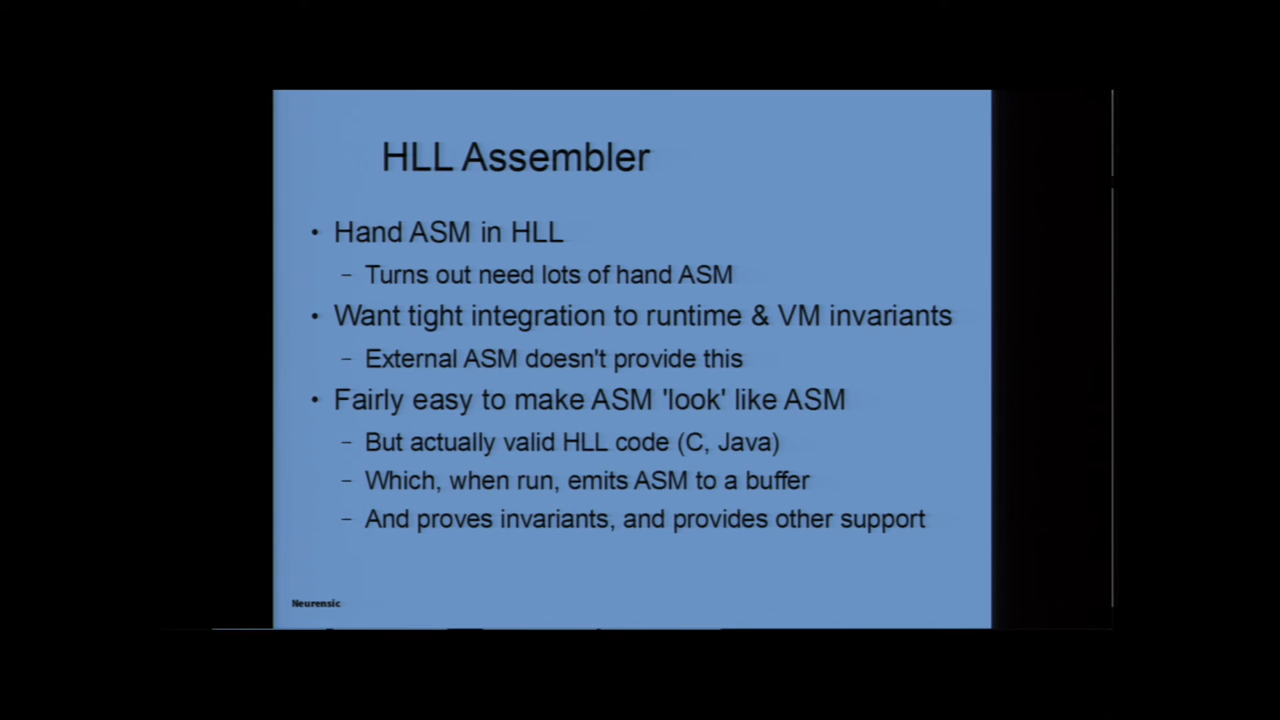 HLL Assembler
• Hand ASM in HLL
– Turns out need lots of hand ASM
• Want tight integration to runtime & VM invariants
– External ASM doesn't provide this
• Fairly easy to make ASM 'look' like ASM
– But actually valid HLL code (C, Java)
– Which, when run, emits ASM to a buffer
– And proves invariants, and provides other support
Neurensic